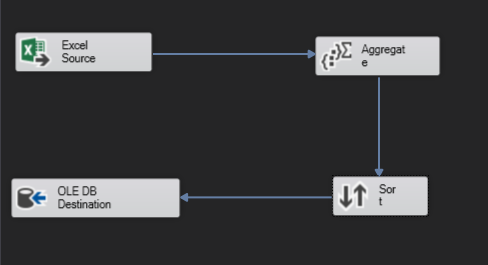 Excel
Source
Aggregat
e
OLE DB
Destination
Sor
t